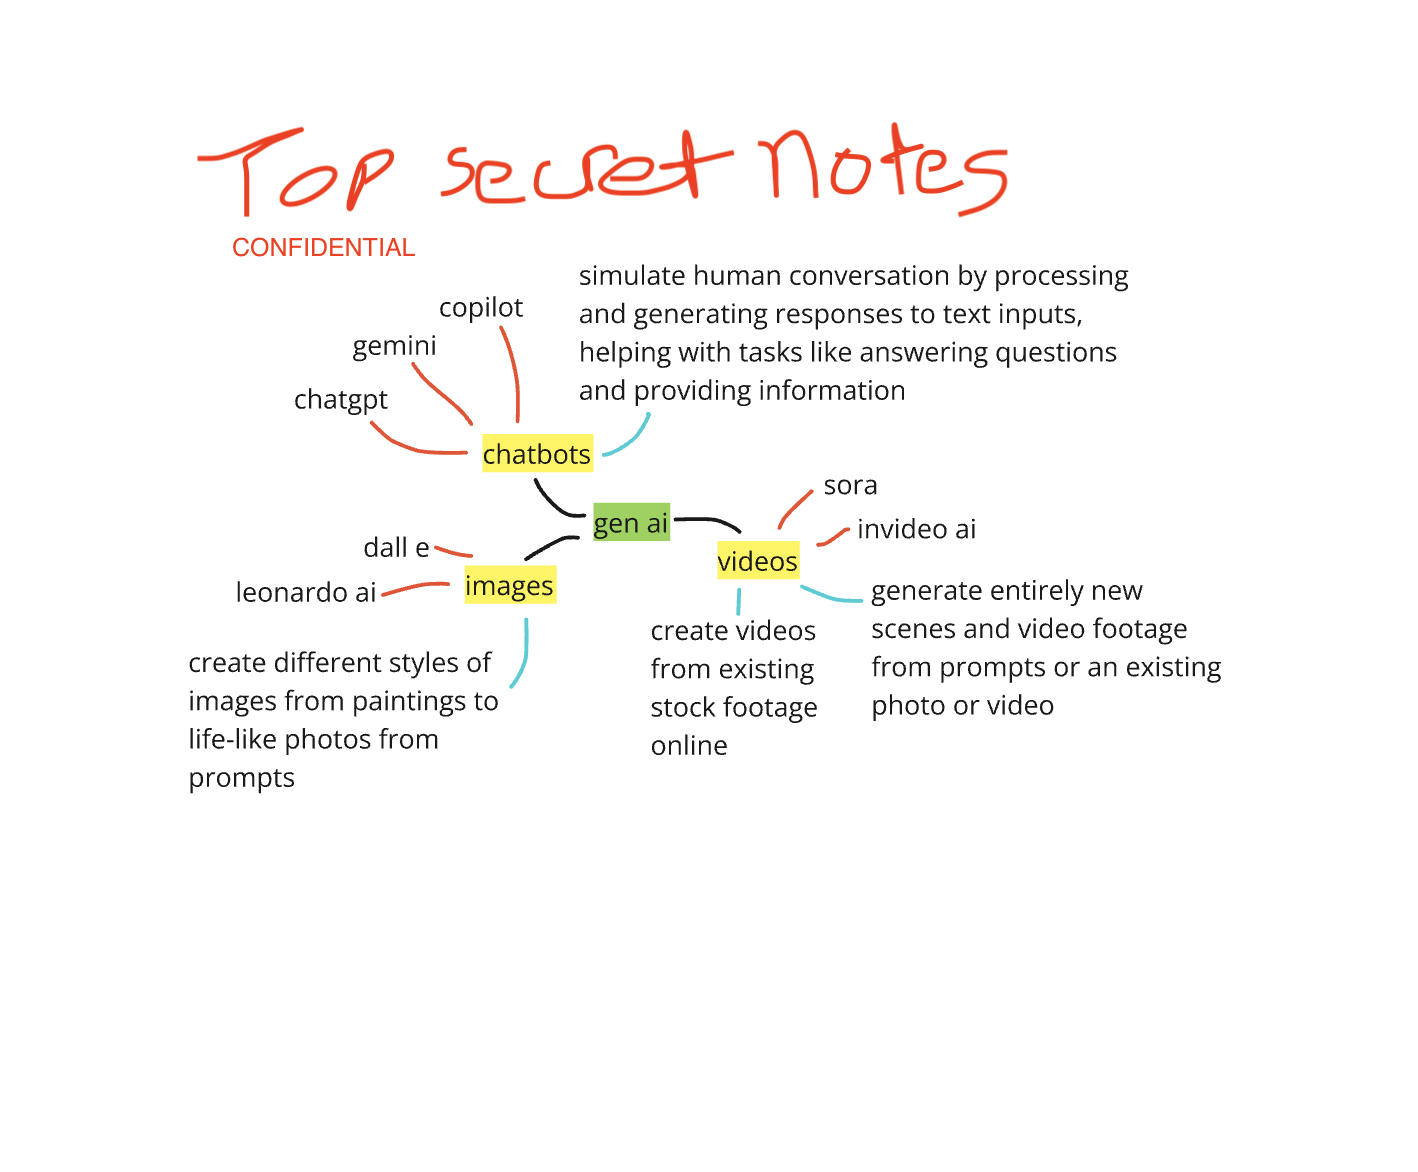 Top secret notes
CONFIDENTIAL
simulate human conversation by processing
and generating responses to text inputs,
helping with tasks like answering questions
and providing information
copilot
gemini
chatgpt
chatbots
gen ai
sora
invideo ai
videos
dall e
leonardo ai
images
create different styles of
images from paintings to
life-like photos from
prompts
create videos
from existing
stock footage
online
generate entirely new
scenes and video footage
from prompts or an existing
photo or video